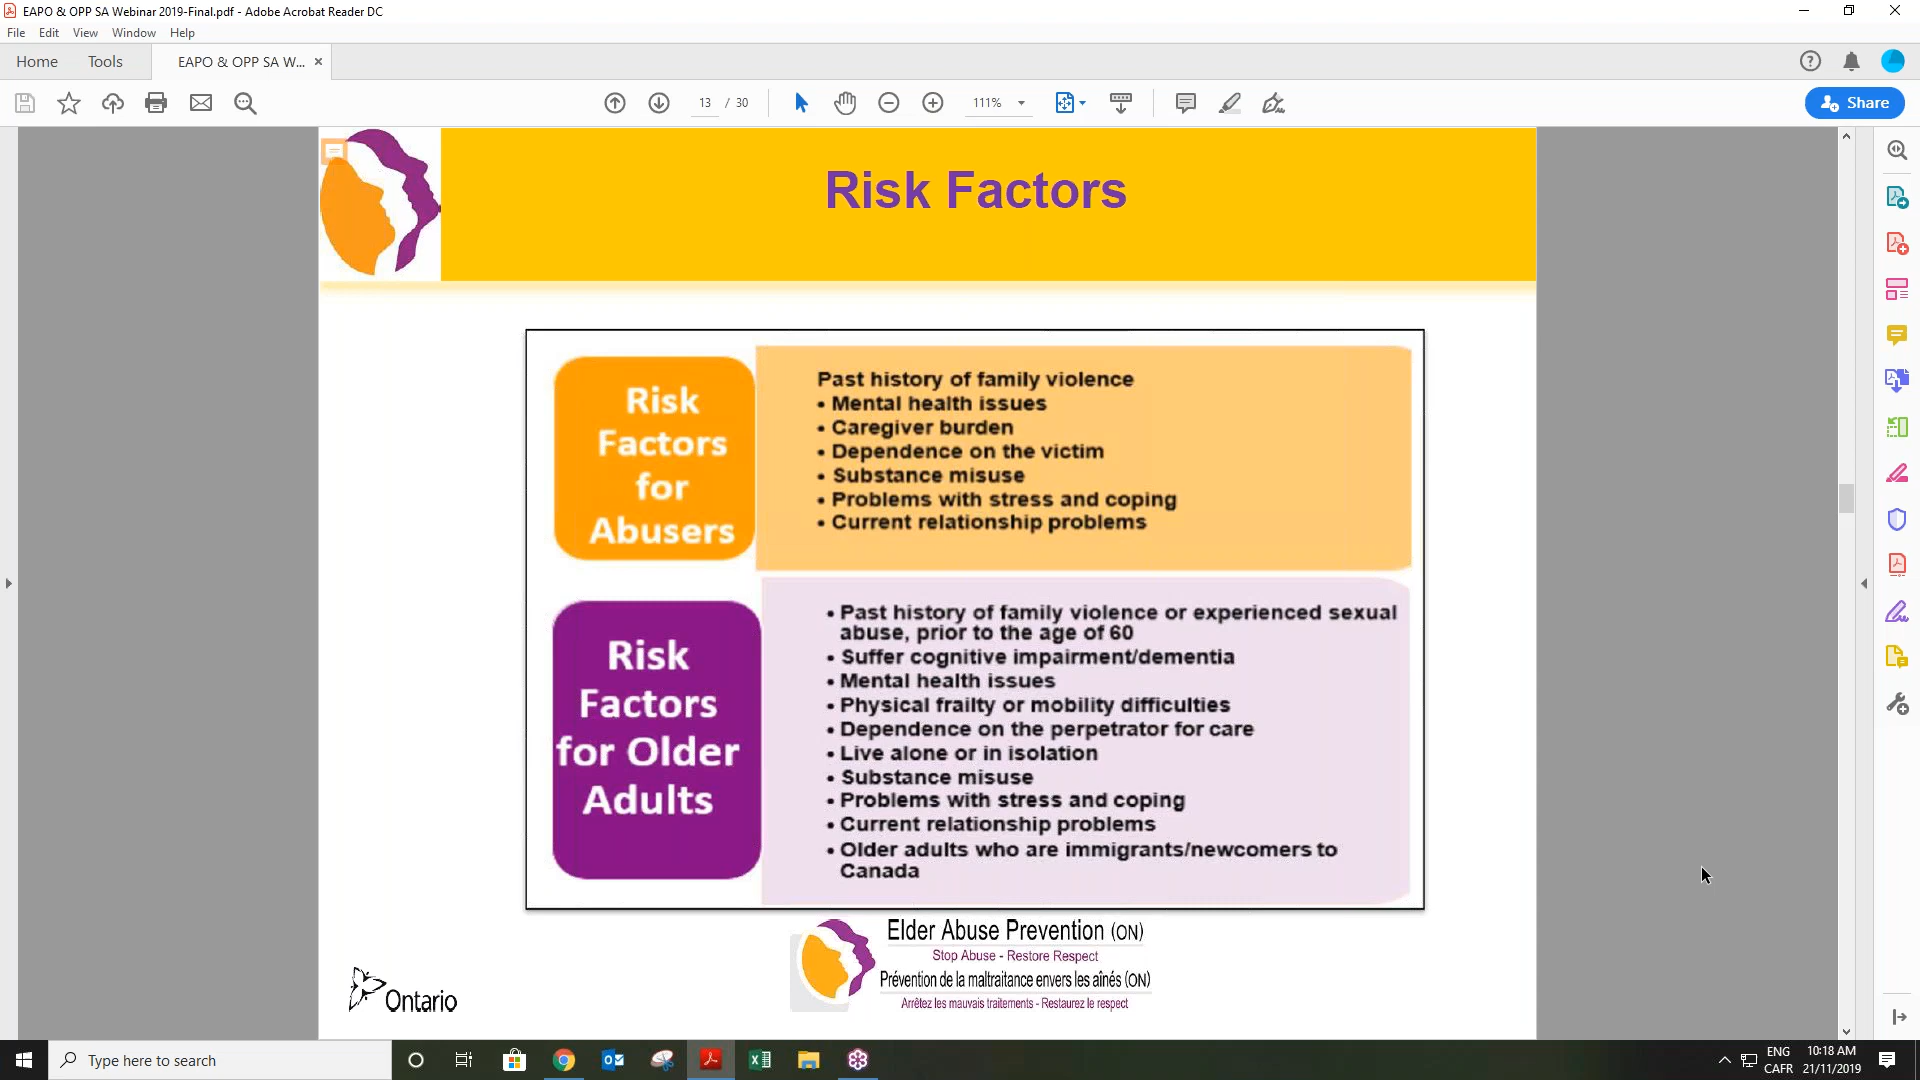 EAPO & OPP SA Webinar 2019-Final.pdf - Adobe Acrobat Reader DC
File Edit View Window Help
Home Tools EAPO & OPP SA W... ×
13 / 30 111% Share
Risk Factors
Risk
Factors
for
Abusers
Past history of family violence
• Mental health issues
• Caregiver burden
• Dependence on the victim
• Substance misuse
• Problems with stress and coping
• Current relationship problems
Risk
Factors
for Older
Adults
• Past history of family violence or experienced sexual
abuse, prior to the age of 60
• Suffer cognitive impairment/dementia
• Mental health issues
• Physical frailty or mobility difficulties
• Dependence on the perpetrator for care
• Live alone or in isolation
• Substance misuse
• Problems with stress and coping
• Current relationship problems
• Older adults who are immigrants/newcomers to
Canada
Elder Abuse Prevention (ON)
Stop Abuse - Restore Respect
Prévention de la maltraitance envers les aînés (ON)
Arrêtez les mauvais traitements - Restaurez le respect
Ontario
Type here to search
ENG 10:18 AM
CAFR 21/11/2019